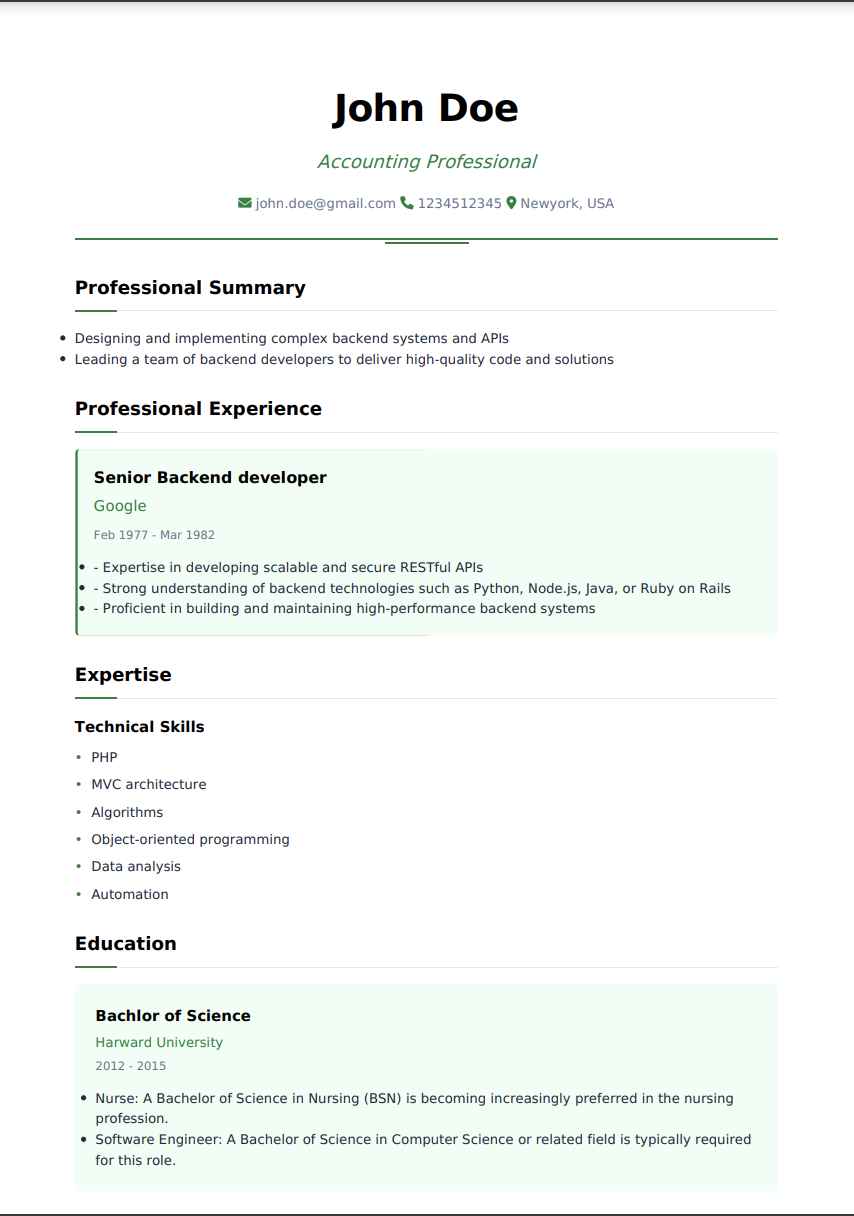 John Doe
Accounting Professional
john.doe@gmail.com 1234512345 Newyork, USA
Professional Summary
• Designing and implementing complex backend systems and APIs
• Leading a team of backend developers to deliver high-quality code and solutions
Professional Experience
Senior Backend developer
Google
Feb 1977 - Mar 1982
• - Expertise in developing scalable and secure RESTful APIs
• - Strong understanding of backend technologies such as Python, Node.js, Java, or Ruby on Rails
• - Proficient in building and maintaining high-performance backend systems
Expertise
Technical Skills
• PHP
• MVC architecture
• Algorithms
• Object-oriented programming
• Data analysis
• Automation
Education
Bachlor of Science
Harward University
2012 - 2015
• Nurse: A Bachelor of Science in Nursing (BSN) is becoming increasingly preferred in the nursing
profession.
• Software Engineer: A Bachelor of Science in Computer Science or related field is typically required
for this role.